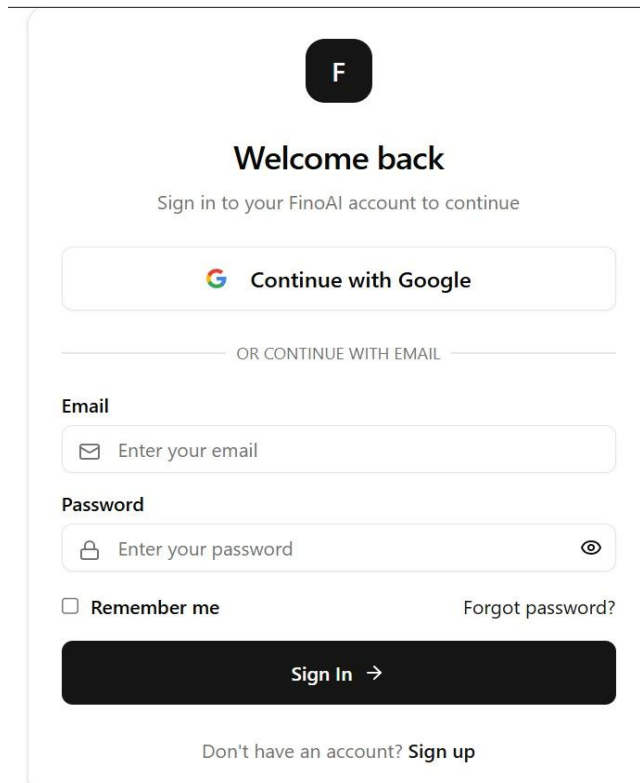 F
Welcome back
Sign in to your FinoAI account to continue
Continue with Google
OR CONTINUE WITH EMAIL
Email
Enter your email
Password
Enter your password
Remember me Forgot password?
Sign In →
Don't have an account? Sign up